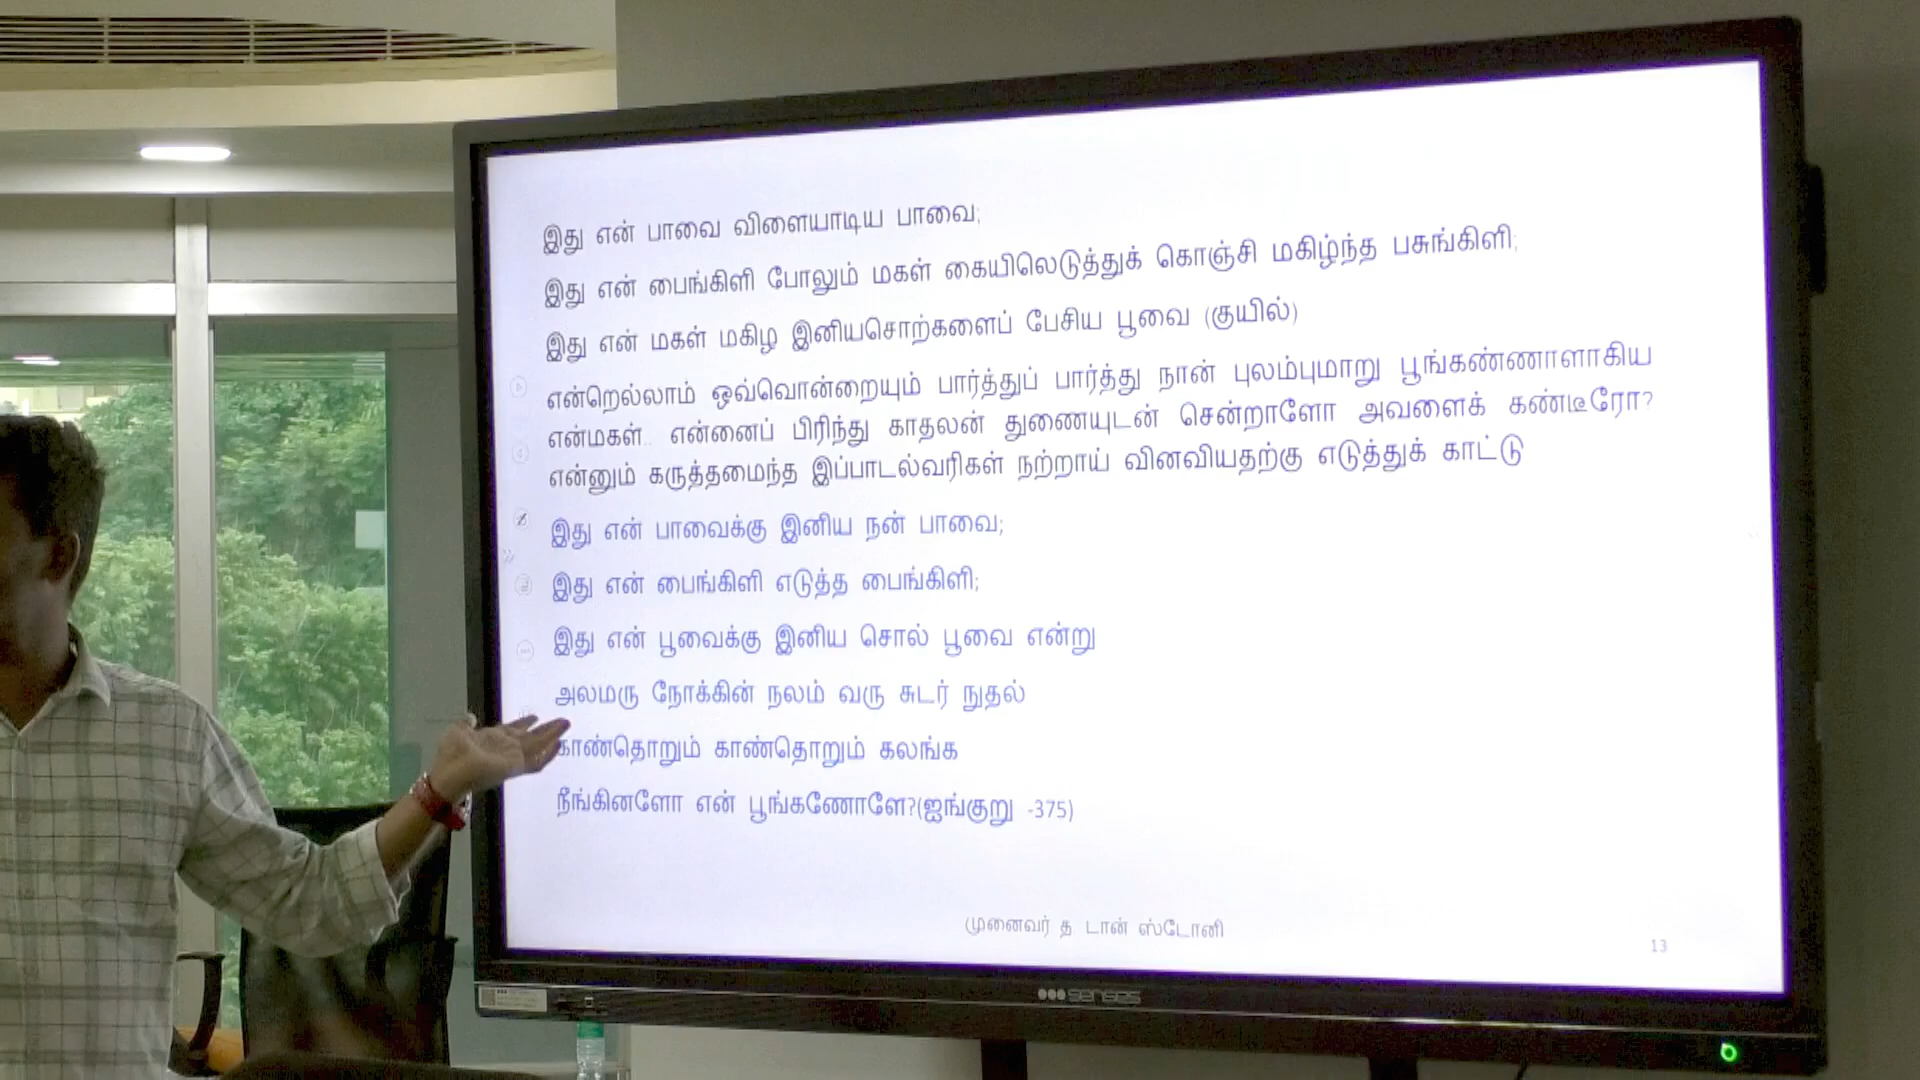 இது என் பாவை விளையாடிய பாவை;
இது என் பைங்கிளி போலும் மகள் கையிலெடுத்துக் கொஞ்சி மகிழ்ந்த பசுங்கிளி;
இது என் மகள் மகிழ இனியசொற்களைப் பேசிய பூவை (குயில்)
என்றெல்லாம் ஒவ்வொன்றையும் பார்த்துப் பார்த்து நான் புலம்புமாறு பூங்கண்ணாளாகிய
என்மகள்.. என்னைப் பிரிந்து காதலன் துணையுடன் சென்றாளோ அவளைக் கண்டீரோ?
என்னும் கருத்தமைந்த இப்பாடல்வரிகள் நற்றாய் வினவியதற்கு எடுத்துக் காட்டு
இது என் பாவைக்கு இனிய நன் பாவை;
இது என் பைங்கிளி எடுத்த பைங்கிளி;
இது என் பூவைக்கு இனிய சொல் பூவை என்று
அலமரு நோக்கின் நலம் வரு சுடர் நுதல்
காண்தொறும் காண்தொறும் கலங்க
நீங்கினளோ என் பூங்கணோளே?(ஐங்குறு -375)
முனைவர் த டான் ஸ்டோனி
13
senses